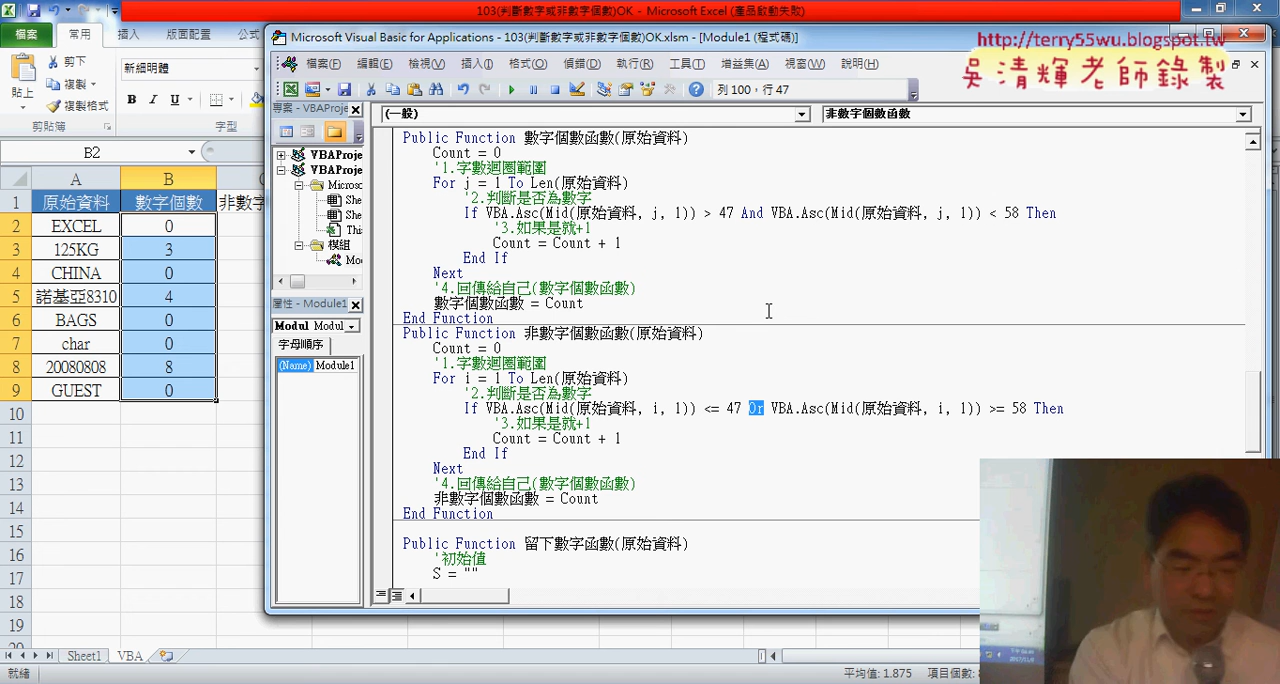 103(判斷數字或非數字個數)OK - Microsoft Excel (產品啟動失敗)
檔案 常用 插入 版面配置 公式
Microsoft Visual Basic for Applications - 103(判斷數字或非數字個數)OK.xlsm - [Module1 (程式碼)]
http://terry55wu.blogspot.tw
吳清輝老師錄製
檔案(F) 編輯(E) 檢視(V) 插入(I) 格式(O) 偵錯(D) 執行(R) 工具(T) 增益集(A) 視窗(W) 說明(H)
貼上
剪下
複製
複製格式
剪貼簿
新細明體
B I U
字型
列 100，行 47
專案 - VBAProje
(一般)
非數字個數函數
B2
VBAProje
VBAProje
Microso
She
She
Thi
模組
Mo
屬性 - Module1
Modul Modul
字母順序
(Name) Module1
A B
1 原始資料 數字個數 非數字
2 EXCEL 0
3 125KG 3
4 CHINA 0
5 諾基亞8310 4
6 BAGS 0
7 char 0
8 20080808 8
9 GUEST 0
10
11
12
13
14
15
16
17
18
19
Public Function 數字個數函數(原始資料)
Count = 0
'1.字數迴圈範圍
For j = 1 To Len(原始資料)
'2.判斷是否為數字
If VBA.Asc(Mid(原始資料, j, 1)) > 47 And VBA.Asc(Mid(原始資料, j, 1)) < 58 Then
'3.如果是就+1
Count = Count + 1
End If
Next
'4.回傳給自己(數字個數函數)
數字個數函數 = Count
End Function
Public Function 非數字個數函數(原始資料)
Count = 0
'1.字數迴圈範圍
For i = 1 To Len(原始資料)
'2.判斷是否為數字
If VBA.Asc(Mid(原始資料, i, 1)) <= 47 Or VBA.Asc(Mid(原始資料, i, 1)) >= 58 Then
'3.如果是就+1
Count = Count + 1
End If
Next
'4.回傳給自己(數字個數函數)
非數字個數函數 = Count
End Function
Public Function 留下數字函數(原始資料)
'初始值
S = ""
Sheet1 VBA
就緒
平均值: 1.875 項目個數: